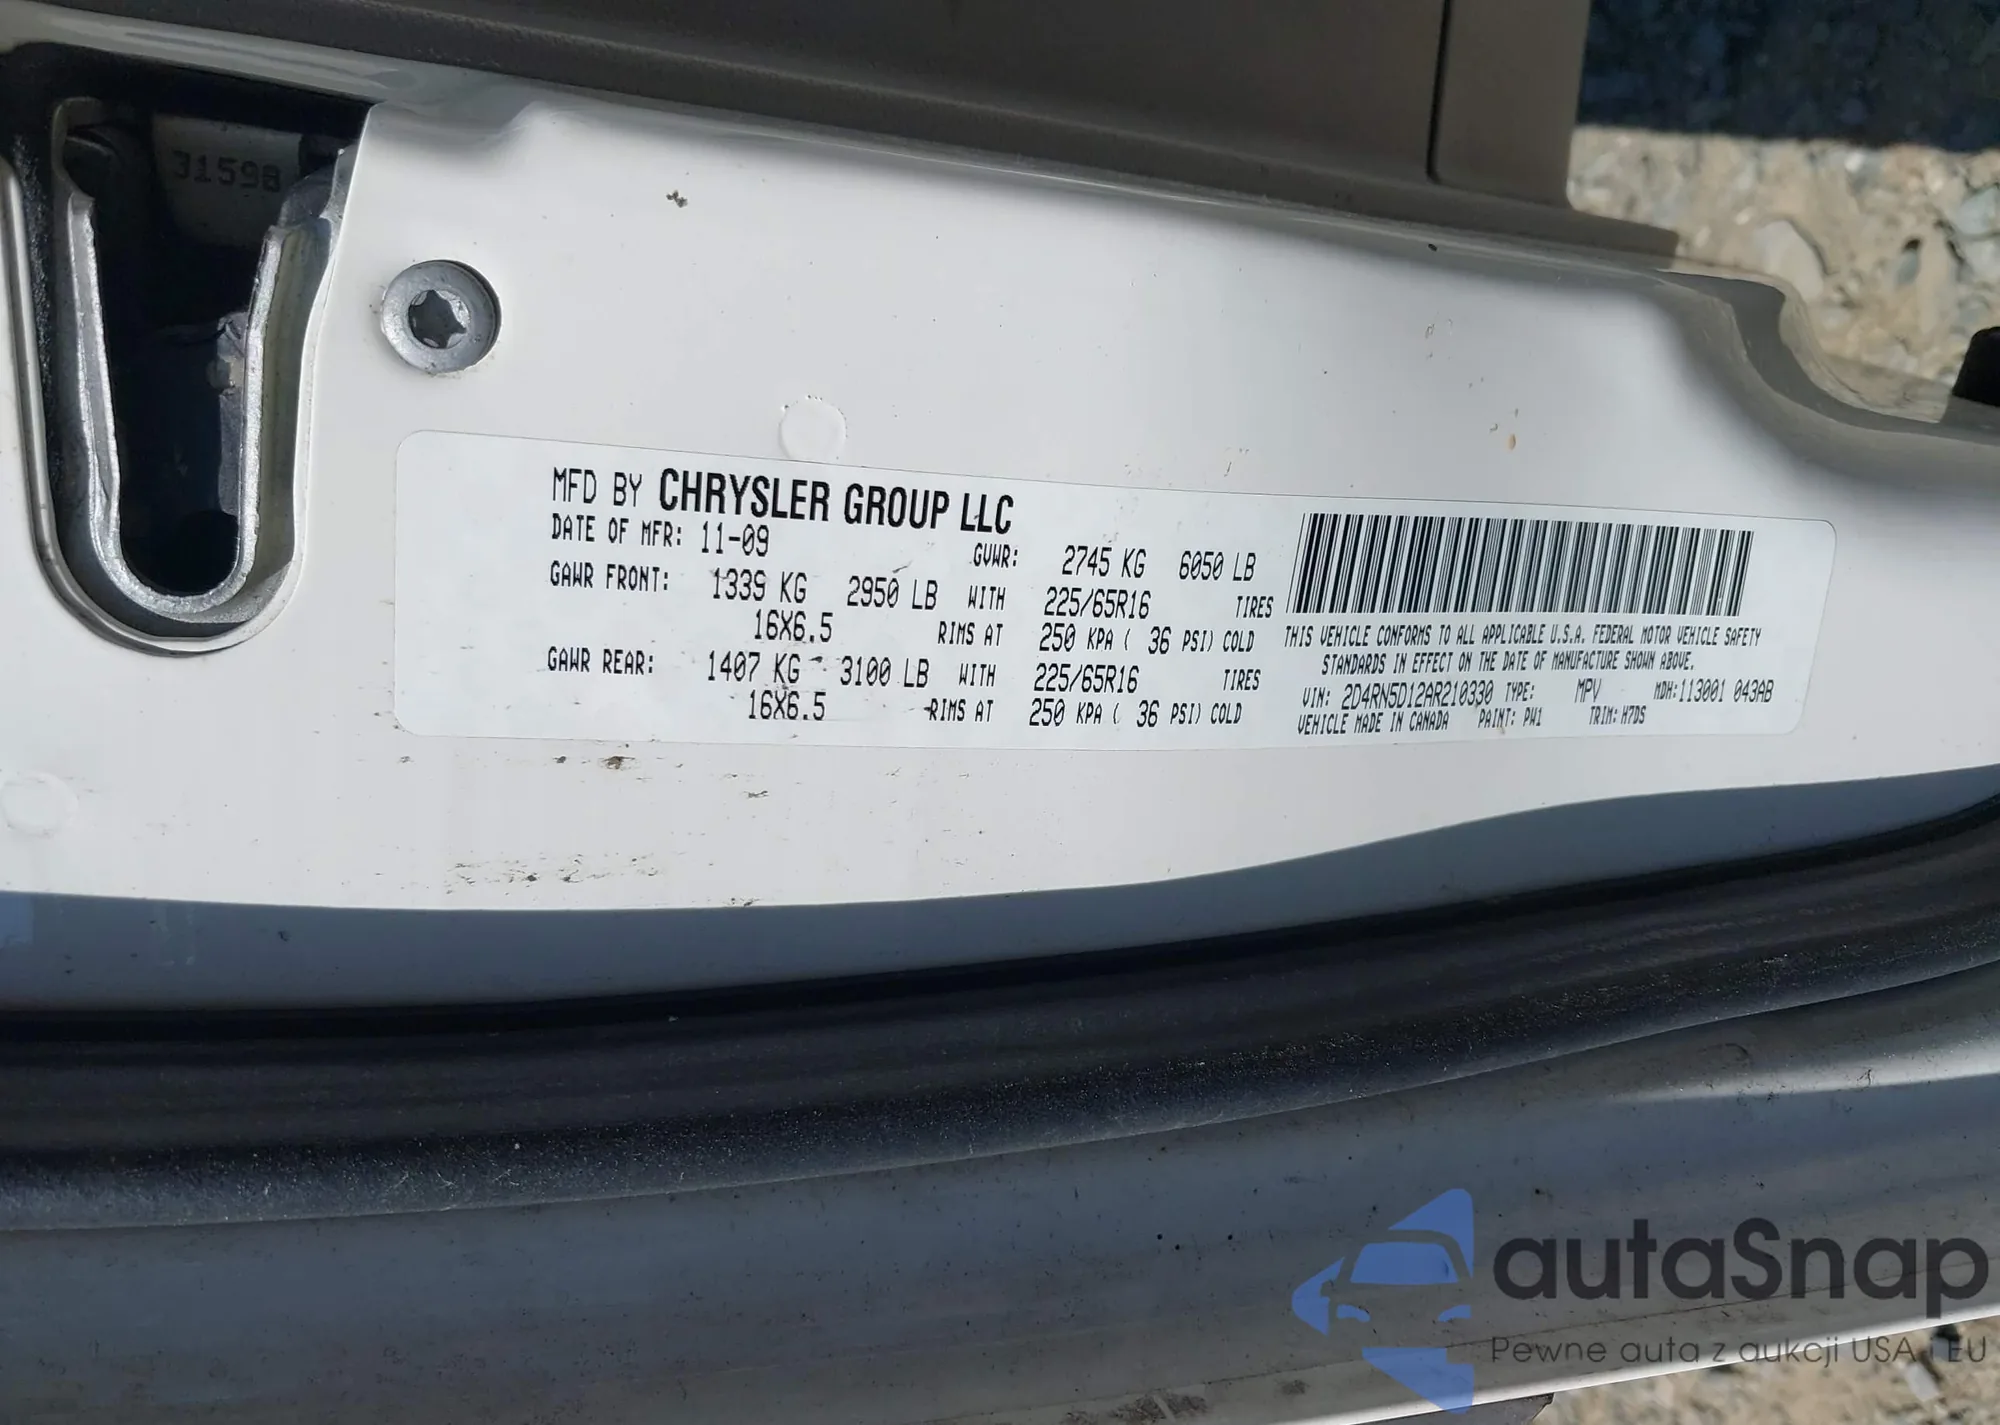 31598
MFD BY CHRYSLER GROUP LLC
DATE OF MFR: 11-09 GVWR: 2745 KG 6050 LB
GAWR FRONT: 1339 KG 2950 LB WITH 225/65R16 TIRES
16X6.5 RIMS AT 250 KPA ( 36 PSI) COLD
GAWR REAR: 1407 KG 3100 LB WITH 225/65R16 TIRES
16X6.5 RIMS AT 250 KPA ( 36 PSI) COLD
THIS VEHICLE CONFORMS TO ALL APPLICABLE U.S.A. FEDERAL MOTOR VEHICLE SAFETY
STANDARDS IN EFFECT ON THE DATE OF MANUFACTURE SHOWN ABOVE.
VIN: 2D4RN5D12AR210330 TYPE: MPV MDH:113001 043AB
VEHICLE MADE IN CANADA PAINT: PW1 TRIM: H7DS
autoSnap
Pewne auta z aukcji USA i EU